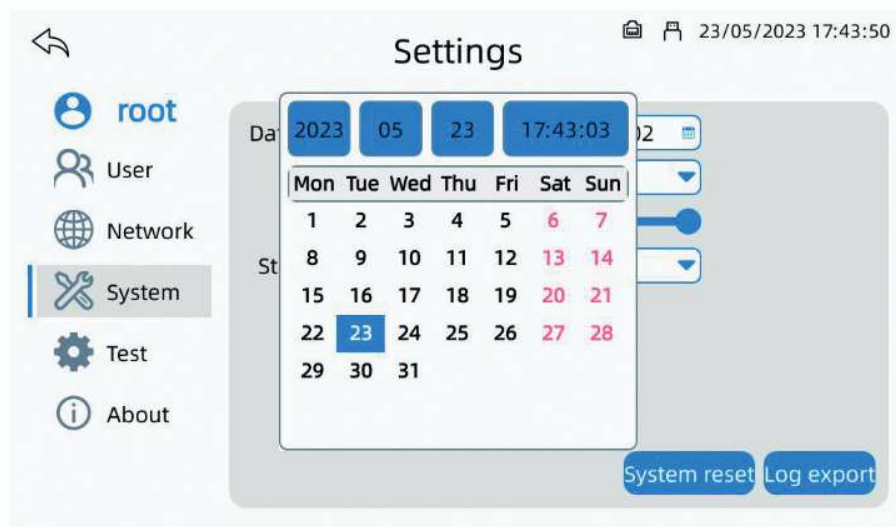 Settings
23/05/2023 17:43:50
root
User
Network
System
Test
About
Da
2023 05 23 17:43:03
02
Mon Tue Wed Thu Fri Sat Sun
1 2 3 4 5 6 7
8 9 10 11 12 13 14
St
15 16 17 18 19 20 21
22 23 24 25 26 27 28
29 30 31
System reset Log export